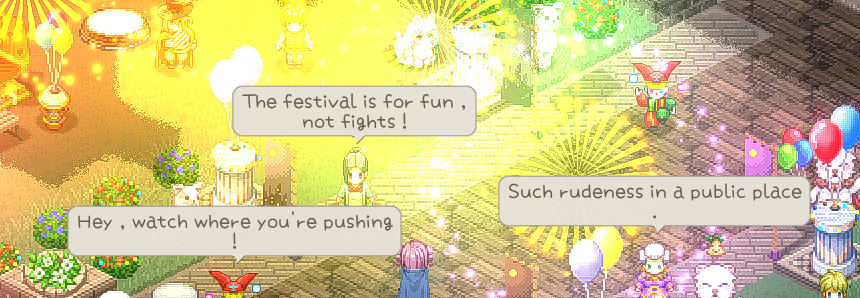 The festival is for fun ,
not fights !
Such rudeness in a public place
.
Hey , watch where you're pushing
!